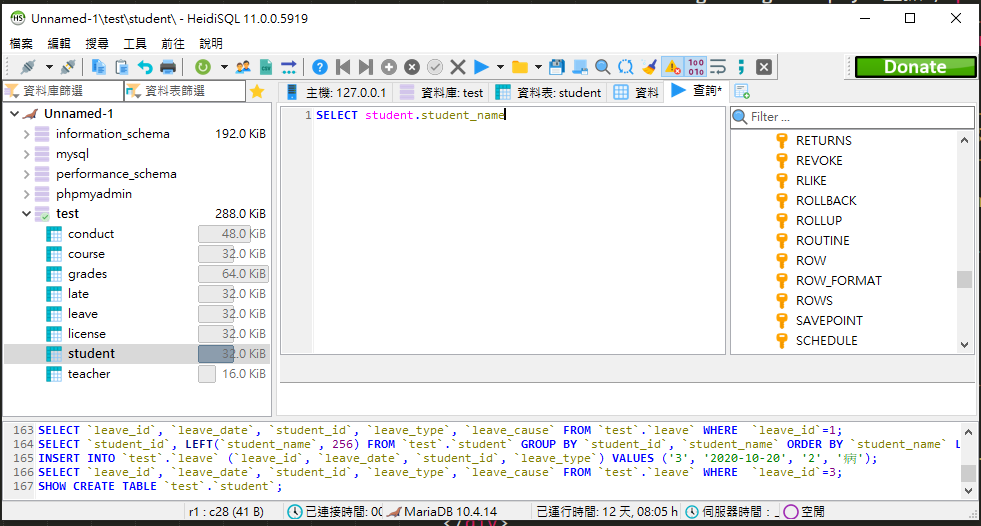 Unnamed-1\test\student\ - HeidiSQL 11.0.0.5919
檔案 編輯 搜尋 工具 前往 說明
Donate
資料庫篩選 資料表篩選
主機: 127.0.0.1 資料庫: test 資料表: student 資料 查詢*
Unnamed-1
information_schema 192.0 KiB
mysql
performance_schema
phpmyadmin
test 288.0 KiB
conduct 48.0 KiB
course 32.0 KiB
grades 64.0 KiB
late 32.0 KiB
leave 32.0 KiB
license 32.0 KiB
student 32.0 KiB
teacher 16.0 KiB
1 SELECT student.student_name
Filter ...
RETURNS
REVOKE
RLIKE
ROLLBACK
ROLLUP
ROUTINE
ROW
ROW_FORMAT
ROWS
SAVEPOINT
SCHEDULE
163 SELECT `leave_id`, `leave_date`, `student_id`, `leave_type`, `leave_cause` FROM `test`.`leave` WHERE  `leave_id`=1;
164 SELECT `student_id`, LEFT(`student_name`, 256) FROM `test`.`student` GROUP BY `student_id`, `student_name` ORDER BY `student_name` L
165 INSERT INTO `test`.`leave` (`leave_id`, `leave_date`, `student_id`, `leave_type`) VALUES ('3', '2020-10-20', '2', '病');
166 SELECT `leave_id`, `leave_date`, `student_id`, `leave_type`, `leave_cause` FROM `test`.`leave` WHERE  `leave_id`=3;
167 SHOW CREATE TABLE `test`.`student`;
r1 : c28 (41 B) 已連接時間: 00 MariaDB 10.4.14 已運行時間: 12 天, 08:05 h 伺服器時間: 空閒